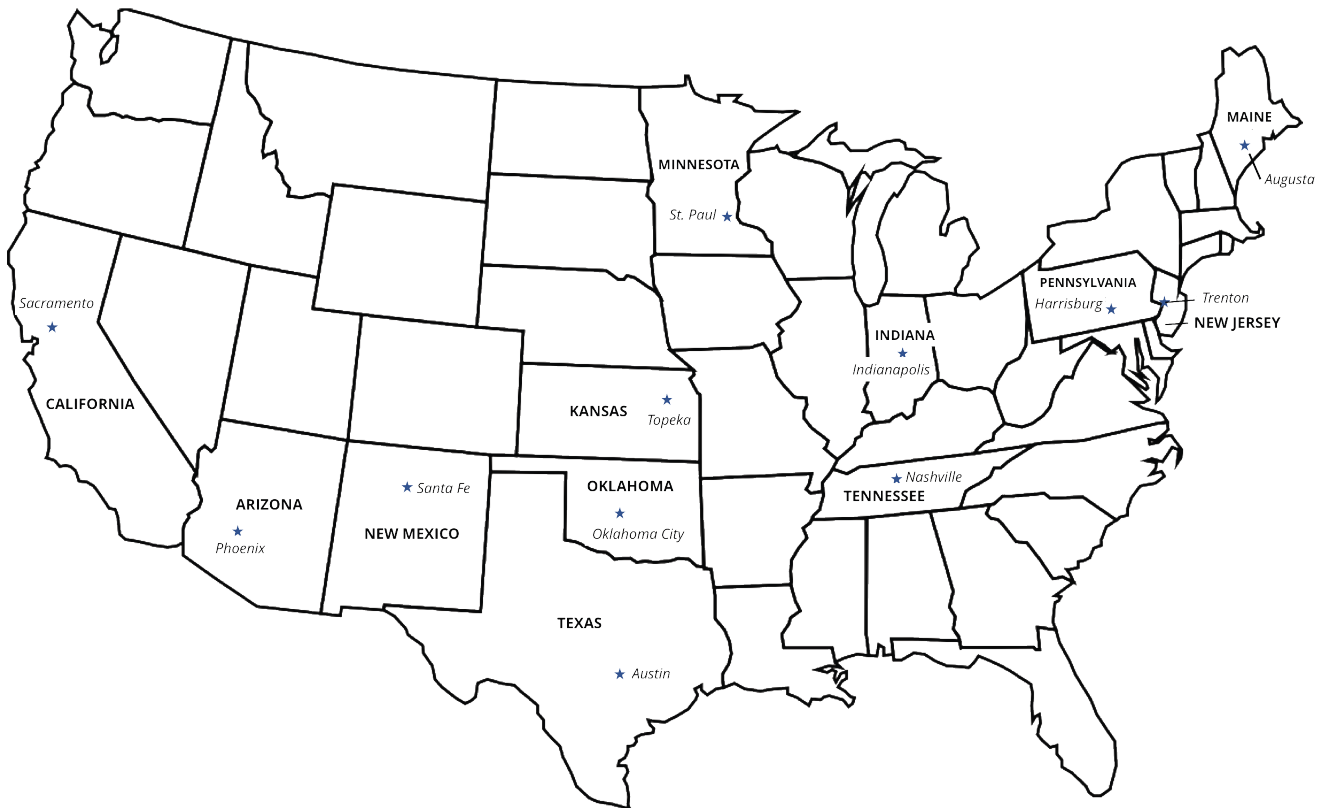 MAINE
MINNESOTA
Augusta
St. Paul
PENNSYLVANIA
Sacramento
Harrisburg
Trenton
NEW JERSEY
INDIANA
Indianapolis
CALIFORNIA
KANSAS
Topeka
Nashville
OKLAHOMA
Santa Fe
TENNESSEE
ARIZONA
NEW MEXICO
Oklahoma City
Phoenix
TEXAS
Austin